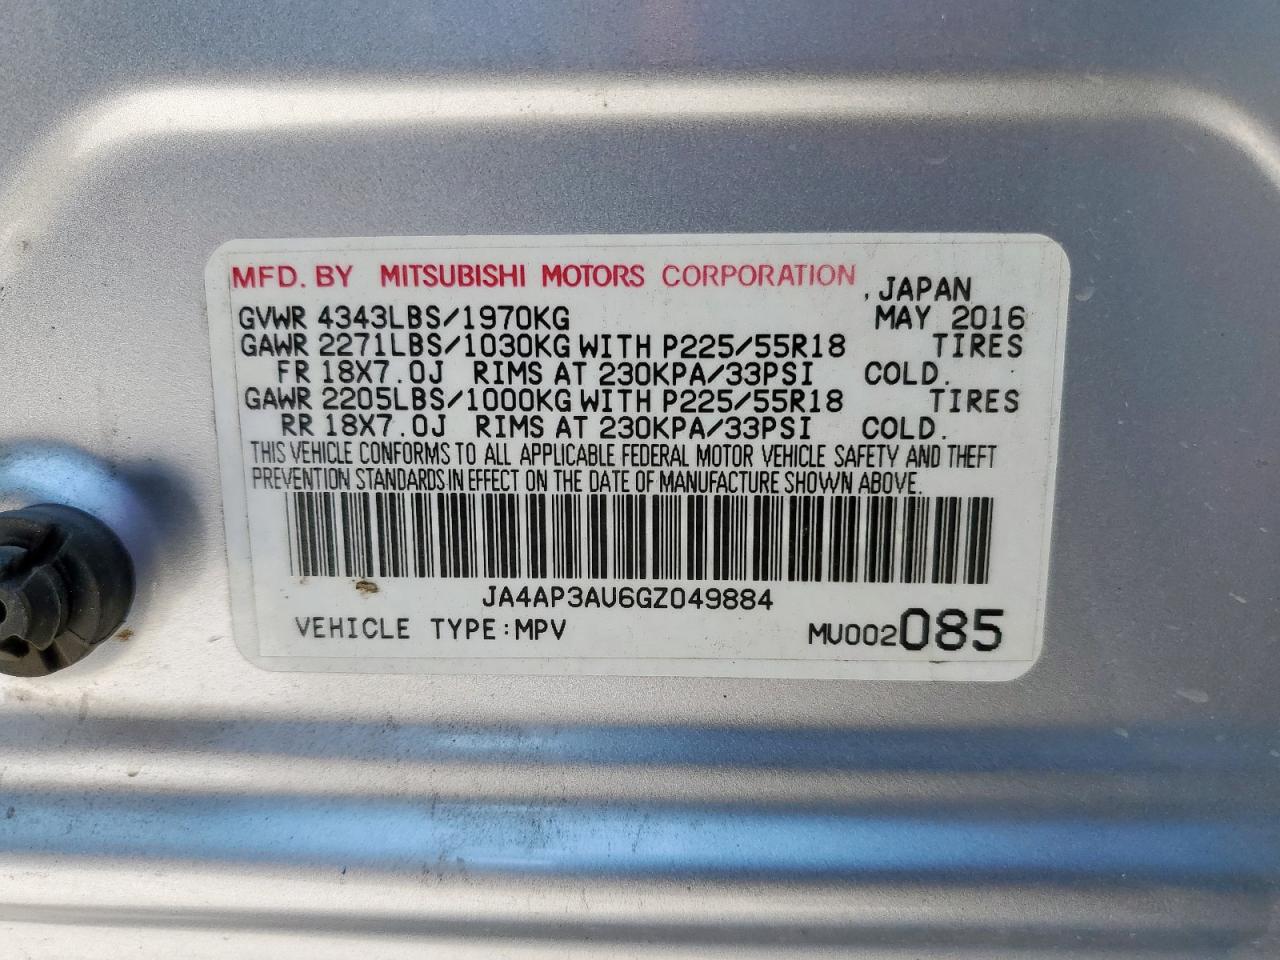 MFD. BY MITSUBISHI MOTORS CORPORATION , JAPAN
GVWR 4343LBS/1970KG MAY 2016
GAWR 2271LBS/1030KG WITH P225/55R18 TIRES
FR 18X7.0J RIMS AT 230KPA/33PSI COLD.
GAWR 2205LBS/1000KG WITH P225/55R18 TIRES
RR 18X7.0J RIMS AT 230KPA/33PSI COLD.
THIS VEHICLE CONFORMS TO ALL APPLICABLE FEDERAL MOTOR VEHICLE SAFETY AND THEFT
PREVENTION STANDARDS IN EFFECT ON THE DATE OF MANUFACTURE SHOWN ABOVE.
JA4AP3AU6GZ049884
VEHICLE TYPE:MPV MU002085